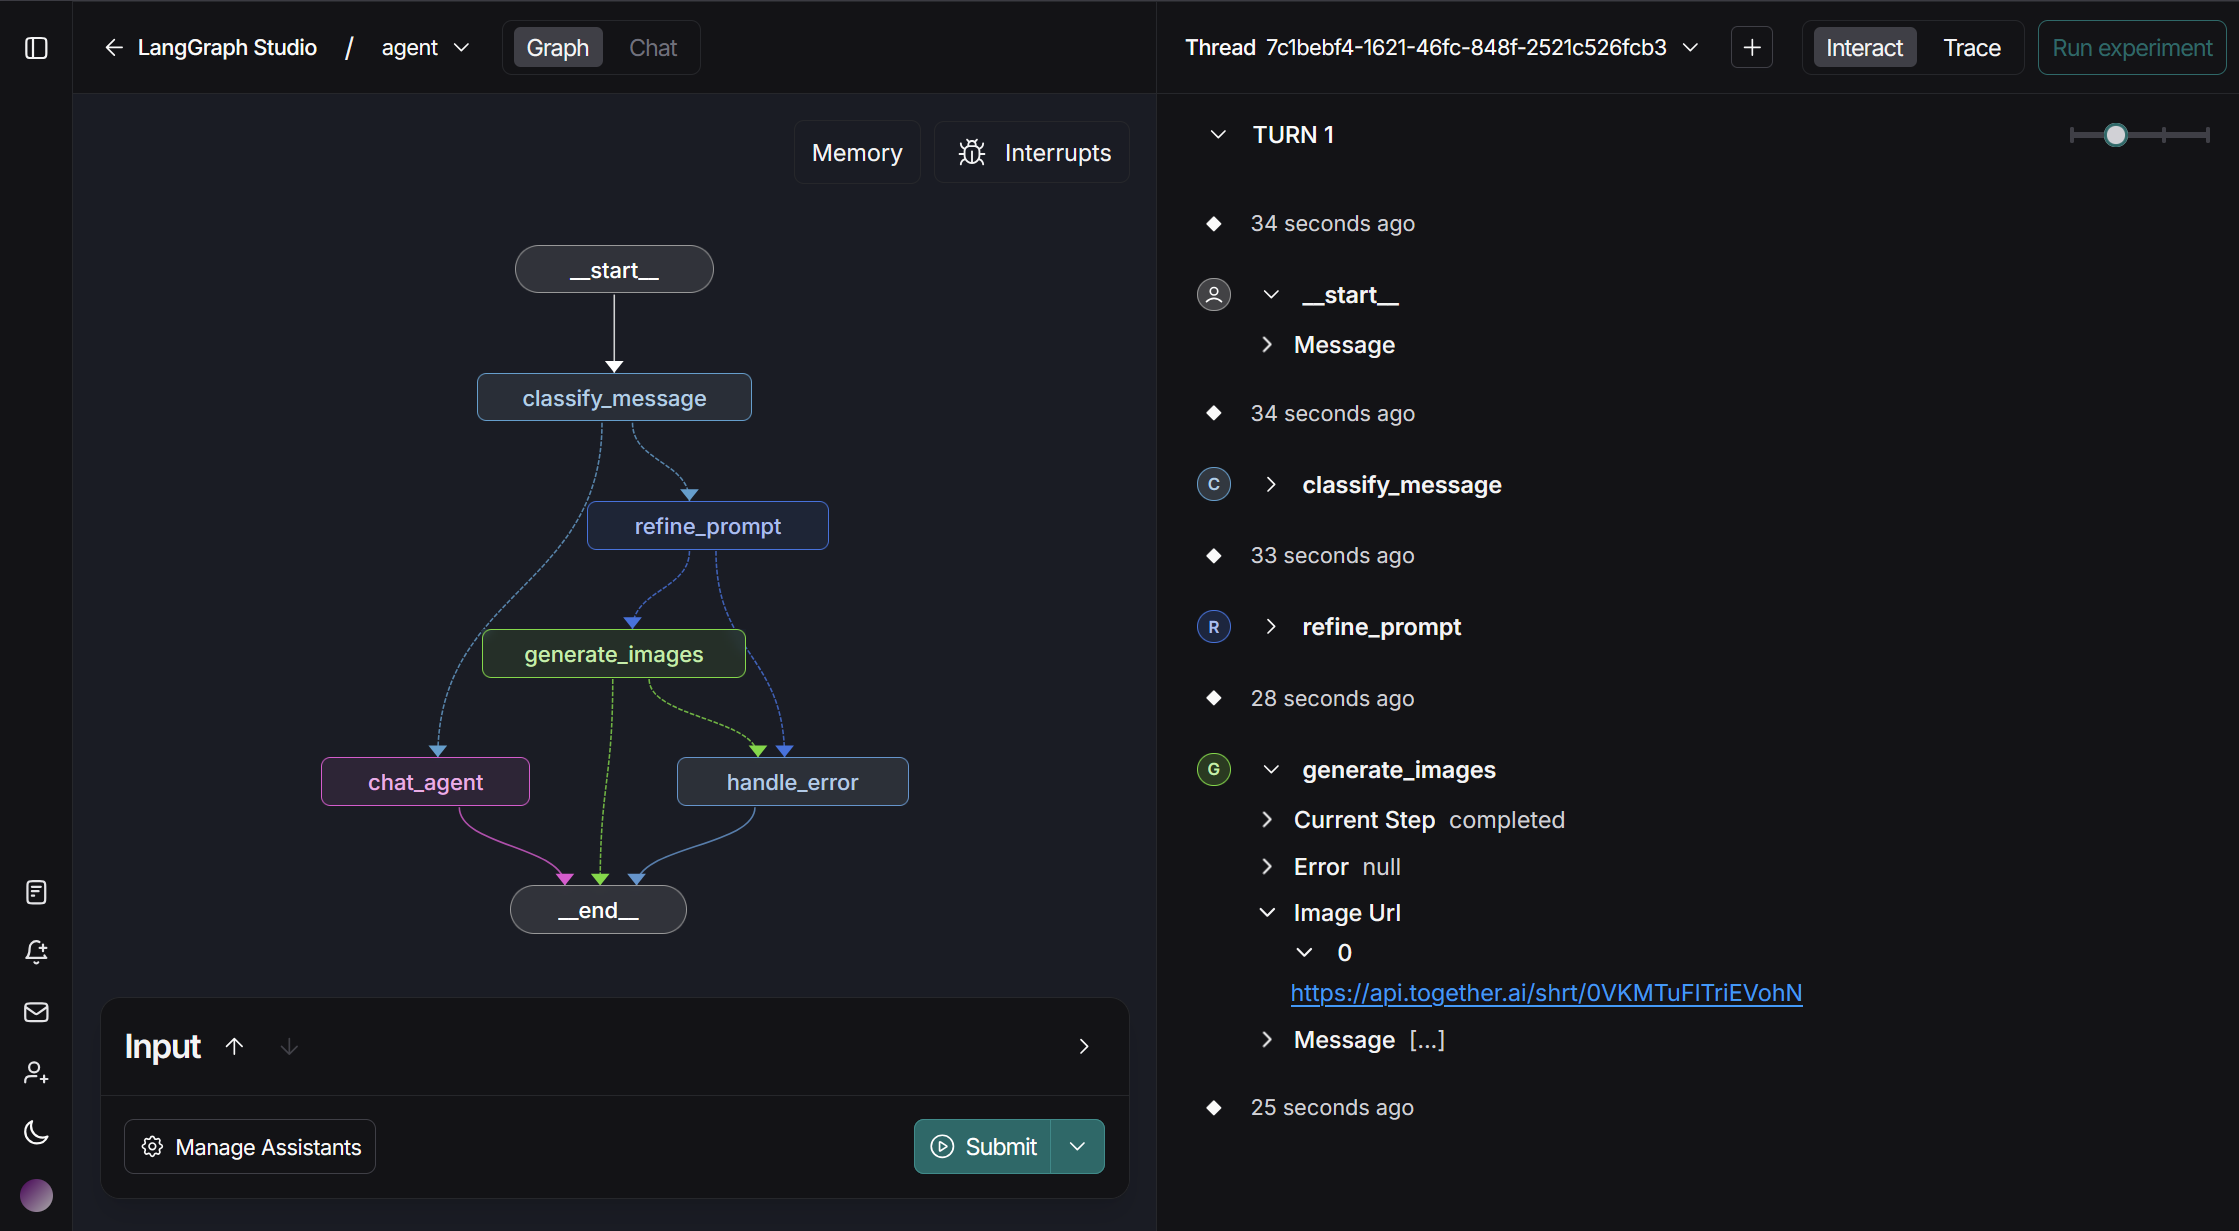 LangGraph Studio / agent
Graph
Chat
Thread 7c1bebf4-1621-46fc-848f-2521c526fcb3
Interact
Trace
Run experiment
Memory
Interrupts
__start__
classify_message
refine_prompt
generate_images
chat_agent
handle_error
__end__
Input
Manage Assistants
Submit
TURN 1
34 seconds ago
__start__
Message
34 seconds ago
C classify_message
33 seconds ago
R refine_prompt
28 seconds ago
G generate_images
Current Step completed
Error null
Image Url
0
https://api.together.ai/shrt/0VKMTuFITriEVohN
Message [...]
25 seconds ago